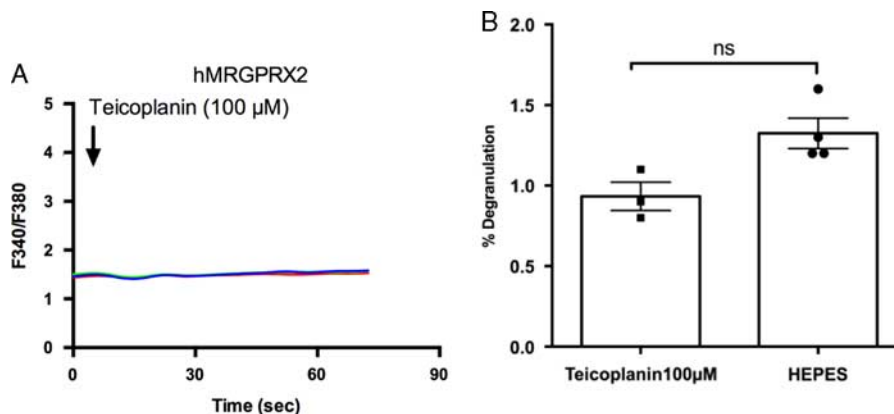 A
hMRGPRX2
Teicoplanin (100 µM)
5
4
3
2
1
0
F340/F380
0 30 60 90
Time (sec)
B
ns
2.0
1.5
1.0
0.5
0.0
% Degranulation
Teicoplanin100µM HEPES